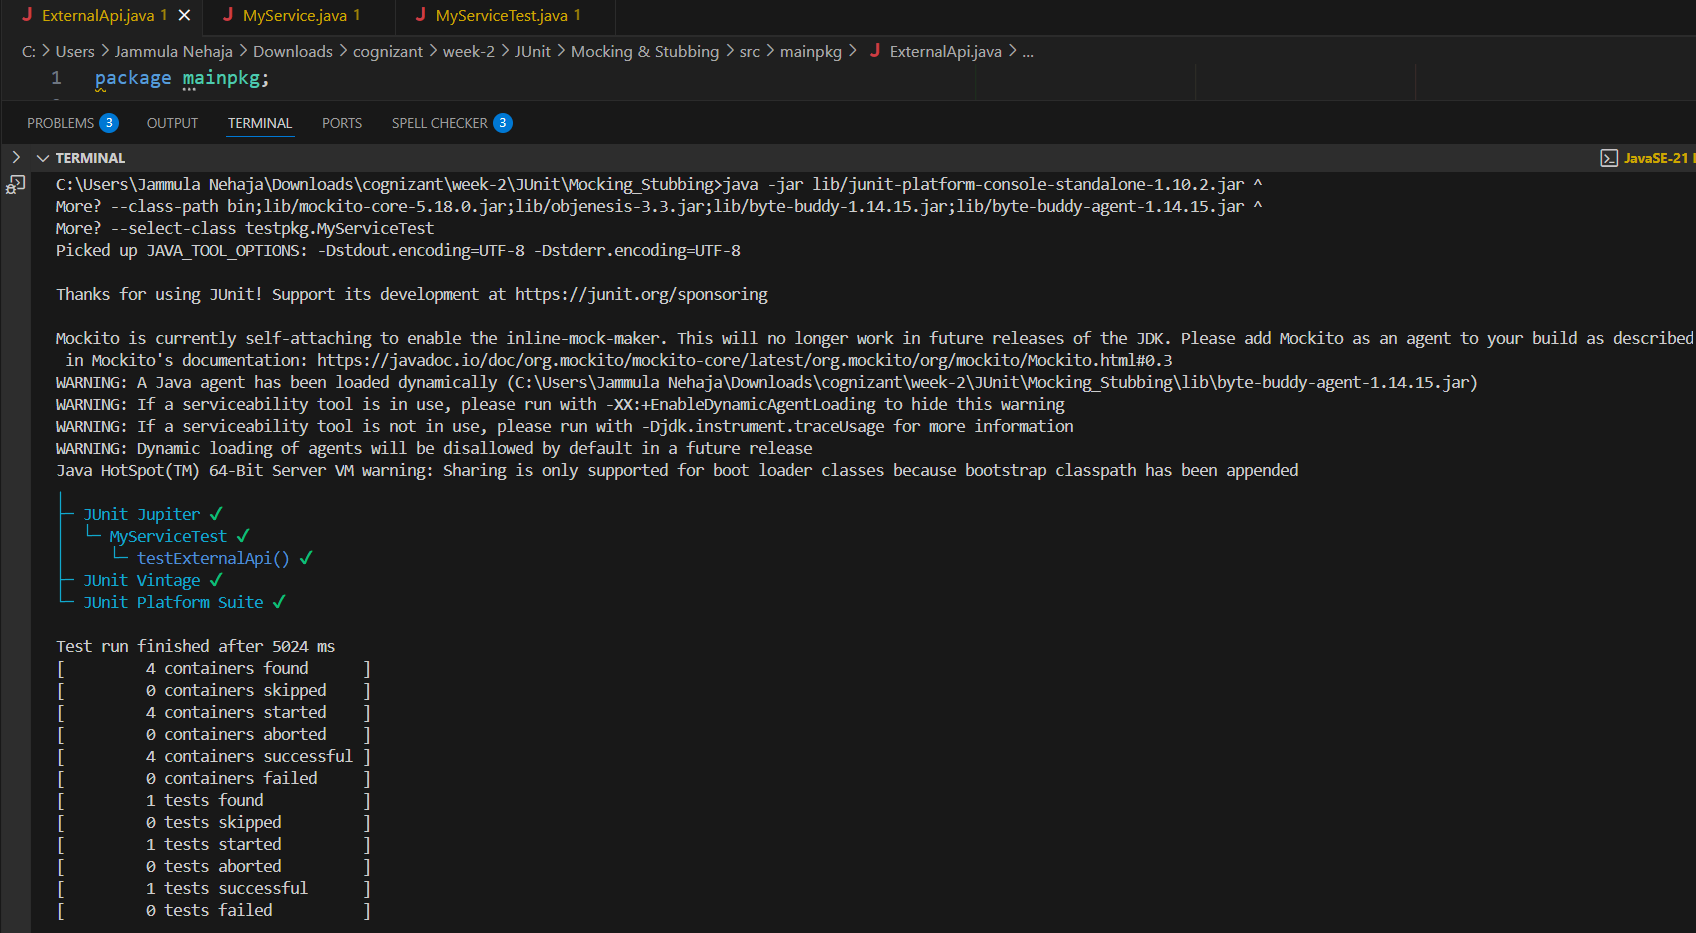 J ExternalApi.java 1 × J MyService.java 1 J MyServiceTest.java 1
C: > Users > Jammula Nehaja > Downloads > cognizant > week-2 > JUnit > Mocking & Stubbing > src > mainpkg > J ExternalApi.java > ...
1 package mainpkg;
PROBLEMS 3 OUTPUT TERMINAL PORTS SPELL CHECKER 3
TERMINAL JavaSE-21
C:\Users\Jammula Nehaja\Downloads\cognizant\week-2\JUnit\Mocking_Stubbing>java -jar lib/junit-platform-console-standalone-1.10.2.jar ^
More? --class-path bin;lib/mockito-core-5.18.0.jar;lib/objenesis-3.3.jar;lib/byte-buddy-1.14.15.jar;lib/byte-buddy-agent-1.14.15.jar ^
More? --select-class testpkg.MyServiceTest
Picked up JAVA_TOOL_OPTIONS: -Dstdout.encoding=UTF-8 -Dstderr.encoding=UTF-8
Thanks for using JUnit! Support its development at https://junit.org/sponsoring
Mockito is currently self-attaching to enable the inline-mock-maker. This will no longer work in future releases of the JDK. Please add Mockito as an agent to your build as described
in Mockito's documentation: https://javadoc.io/doc/org.mockito/mockito-core/latest/org.mockito/org/mockito/Mockito.html#0.3
WARNING: A Java agent has been loaded dynamically (C:\Users\Jammula Nehaja\Downloads\cognizant\week-2\JUnit\Mocking_Stubbing\lib\byte-buddy-agent-1.14.15.jar)
WARNING: If a serviceability tool is in use, please run with -XX:+EnableDynamicAgentLoading to hide this warning
WARNING: If a serviceability tool is not in use, please run with -Djdk.instrument.traceUsage for more information
WARNING: Dynamic loading of agents will be disallowed by default in a future release
Java HotSpot(TM) 64-Bit Server VM warning: Sharing is only supported for boot loader classes because bootstrap classpath has been appended
├─ JUnit Jupiter ✔
│ └─ MyServiceTest ✔
│ └─ testExternalApi() ✔
├─ JUnit Vintage ✔
└─ JUnit Platform Suite ✔
Test run finished after 5024 ms
[ 4 containers found ]
[ 0 containers skipped ]
[ 4 containers started ]
[ 0 containers aborted ]
[ 4 containers successful ]
[ 0 containers failed ]
[ 1 tests found ]
[ 0 tests skipped ]
[ 1 tests started ]
[ 0 tests aborted ]
[ 1 tests successful ]
[ 0 tests failed ]